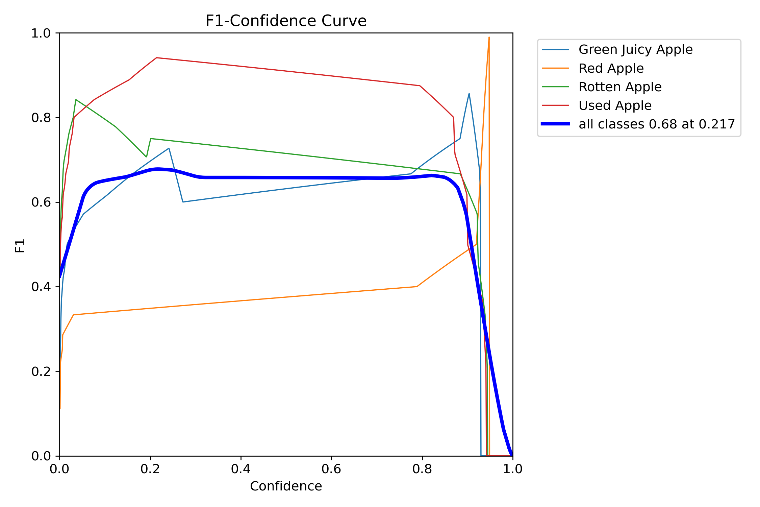 F1-Confidence Curve
1.0
0.8
0.6
0.4
0.2
0.0
F1
0.0 0.2 0.4 0.6 0.8 1.0
Confidence
Green Juicy Apple
Red Apple
Rotten Apple
Used Apple
all classes 0.68 at 0.217